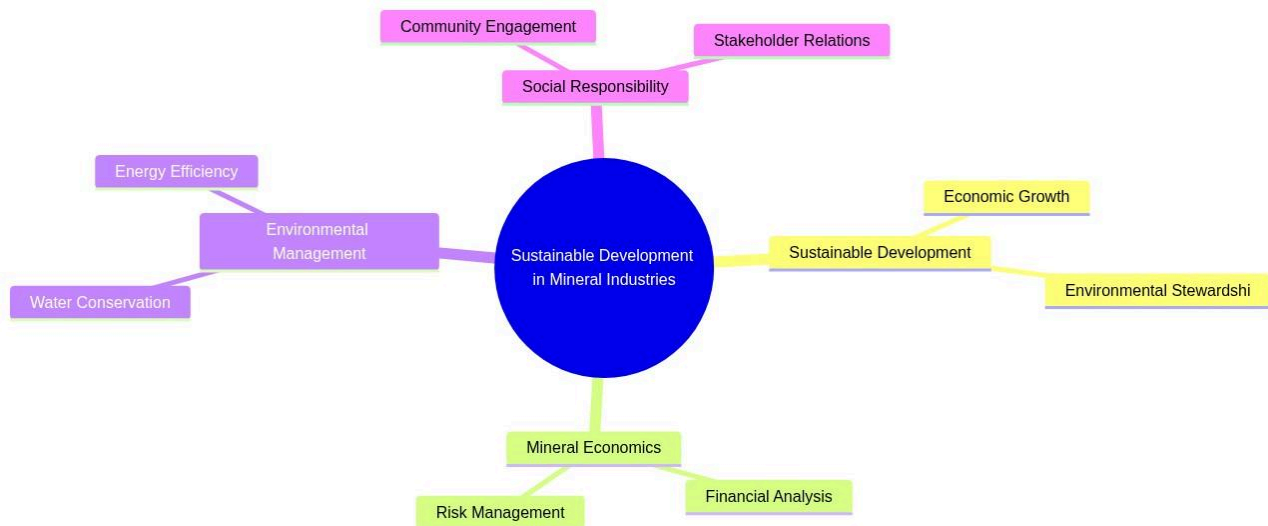 Community Engagement
Stakeholder Relations
Social Responsibility
Energy Efficiency
Environmental
Management
Water Conservation
Sustainable Development
in Mineral Industries
Economic Growth
Sustainable Development
Environmental Stewardshi
Mineral Economics
Financial Analysis
Risk Management